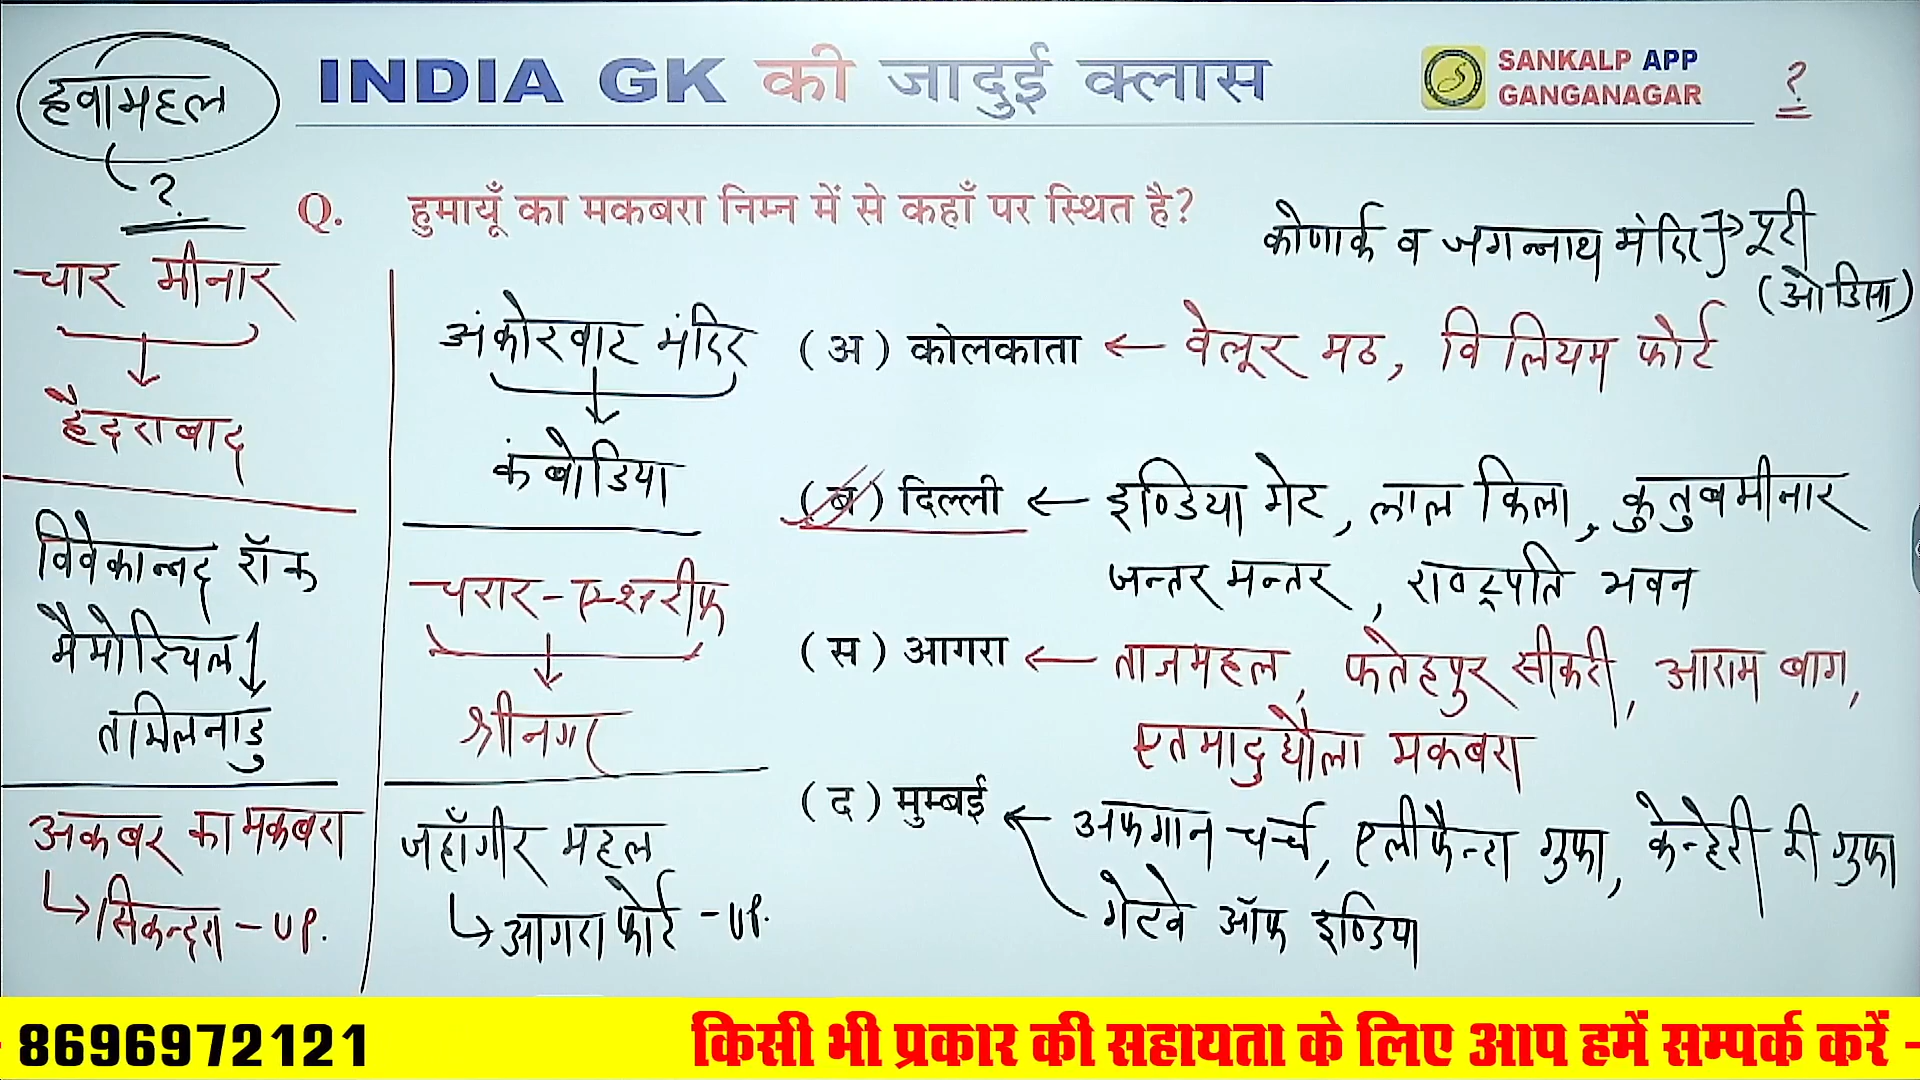 हवामहल
?
INDIA GK की जादुई क्लास
SANKALP APP
GANGANAGAR
?
Q. हुमायूँ का मकबरा निम्न में से कहाँ पर स्थित है?
कोणार्क व जगन्नाथ मंदिर → पूरी
(ओडिसा)
चार मीनार
हैदराबाद
विवेकानन्द रॉक
मैमोरियल
तमिलनाडु
अकबर का मकबरा
सिकन्दरा - UP.
अंकोरवाट मंदिर
कंबोडिया
चरार-ए-शरीफ
श्रीनगर
जहाँगीर महल
आगरा फोर्ट - UP.
(अ) कोलकाता ← वेलूर मठ, विलियम फोर्ट
(ब) दिल्ली ← इण्डिया गेट, लाल किला, कुतुबमीनार
जन्तर मन्तर, राष्ट्रपति भवन
(स) आगरा ← ताजमहल, फतेहपुर सीकरी, आराम बाग,
एतमादुधौला मकबरा
(द) मुम्बई ← अफगान चर्च, एलीफैन्टा गुफा, केन्हेरी री गुफा
गेटवे ऑफ इण्डिया
8696972121
किसी भी प्रकार की सहायता के लिए आप हमें सम्पर्क करें -